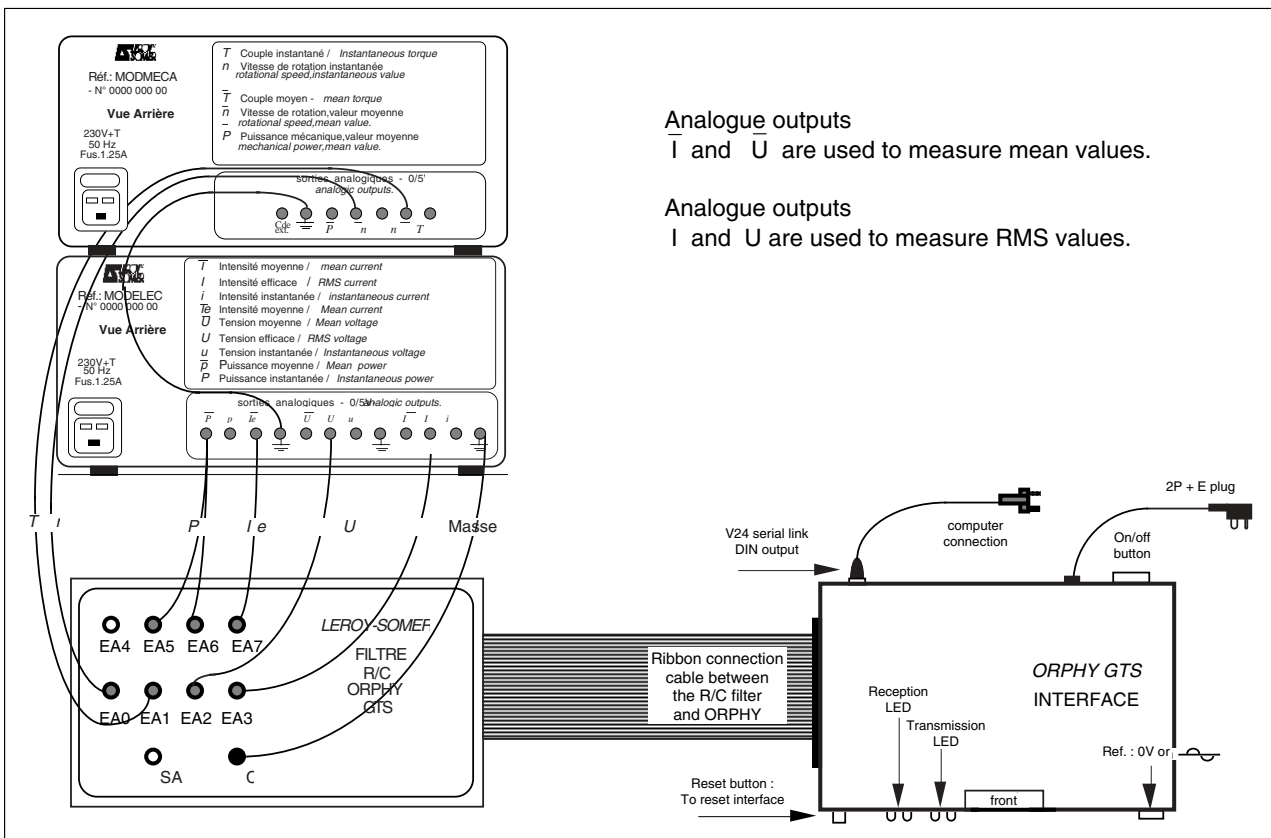 Réf.: MODMECA
- N° 0000 000 00
Vue Arrière
230V+T
50 Hz
Fus.1.25A
T Couple instantané / Instantaneous torque
n Vitesse de rotation instantanée
rotational speed,instantaneous value
T̅ Couple moyen - mean torque
n̅ Vitesse de rotation,valeur moyenne
rotational speed,mean value.
P̅ Puissance mécanique,valeur moyenne
mechanical power,mean value.
sorties analogiques - 0/5'
analogic outputs.
Cde ext. P̅ n̅ n T̅ T
Réf.: MODELEC
- N° 0000 000 00
Vue Arrière
230V+T
50 Hz
Fus.1.25A
I̅ Intensité moyenne / mean current
I Intensité efficace / RMS current
i Intensité instantanée / instantaneous current
I̅e Intensité moyenne / Mean current
U̅ Tension moyenne / Mean voltage
U Tension efficace / RMS voltage
u Tension instantanée / Instantaneous voltage
p̅ Puissance moyenne / Mean power
P Puissance instantanée / Instantaneous power
sorties analogiques - 0/5V analogic outputs.
P̅ p I̅e U̅ U u I̅ I i
T I P I e U I Masse
EA4 EA5 EA6 EA7
EA0 EA1 EA2 EA3
SA C
LEROY-SOMER
FILTRE
R/C
ORPHY
GTS
Analogue outputs
I̅ and U̅ are used to measure mean values.
Analogue outputs
I and U are used to measure RMS values.
V24 serial link
DIN output
computer
connection
2P + E plug
On/off
button
Ribbon connection
cable between
the R/C filter
and ORPHY
ORPHY GTS
INTERFACE
Reception
LED
Transmission
LED
Ref. : 0V or
Reset button :
To reset interface
front